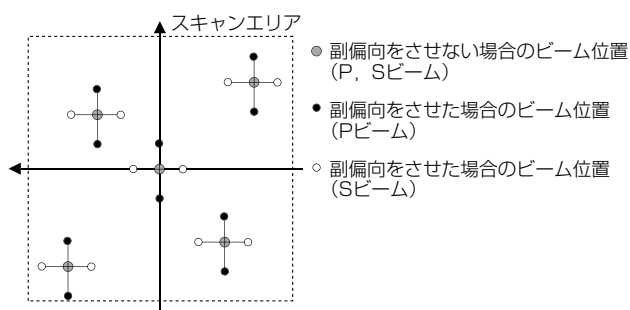 スキャンエリア
副偏向をさせない場合のビーム位置
（P，Sビーム）
副偏向をさせた場合のビーム位置
（Pビーム）
副偏向をさせた場合のビーム位置
（Sビーム）